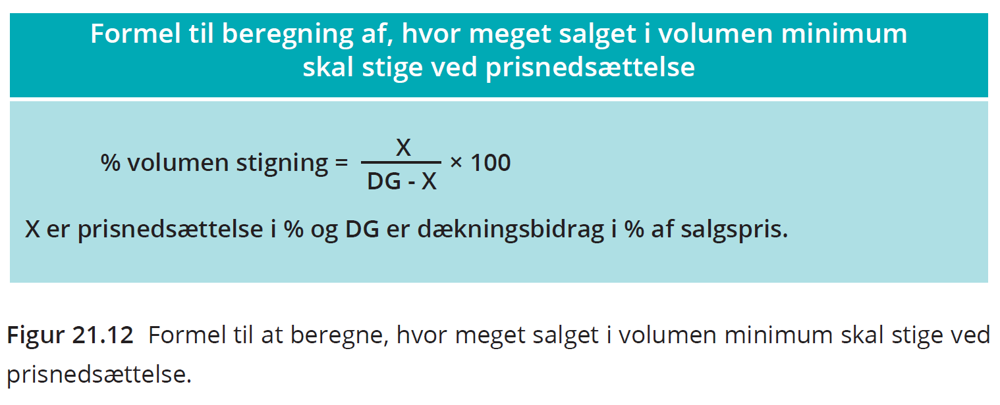 Formel til beregning af, hvor meget salget i volumen minimum
skal stige ved prisnedsættelse
% volumen stigning = X / DG - X × 100
X er prisnedsættelse i % og DG er dækningsbidrag i % af salgspris.
Figur 21.12 Formel til at beregne, hvor meget salget i volumen minimum skal stige ved
prisnedsættelse.